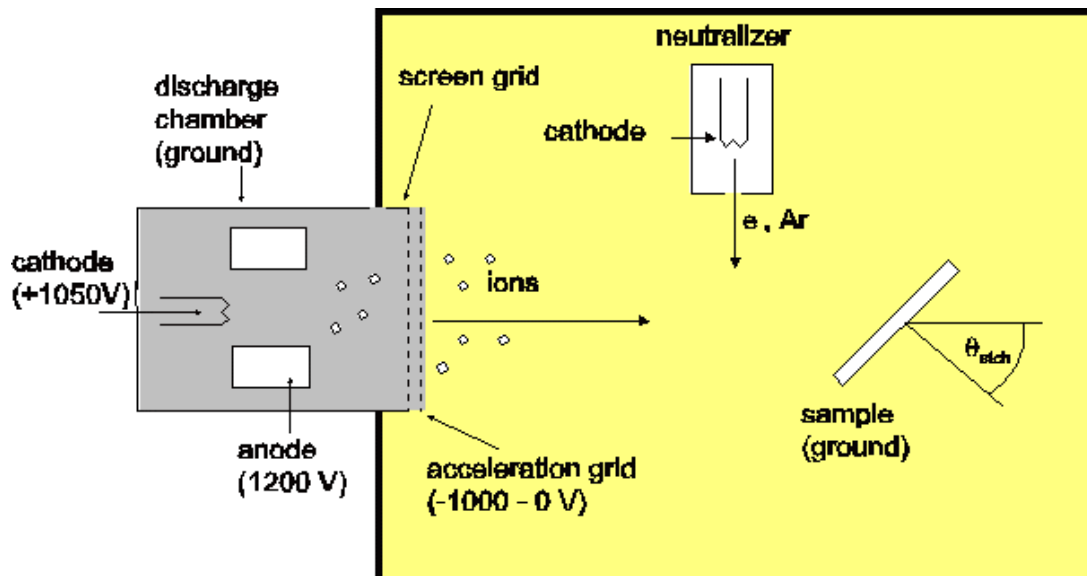 neutralizer
screen grid
discharge
chamber
(ground)
cathode
e , Ar
cathode
(+1050V)
ions
θetch
sample
(ground)
anode
(1200 V)
acceleration grid
(-1000 - 0 V)